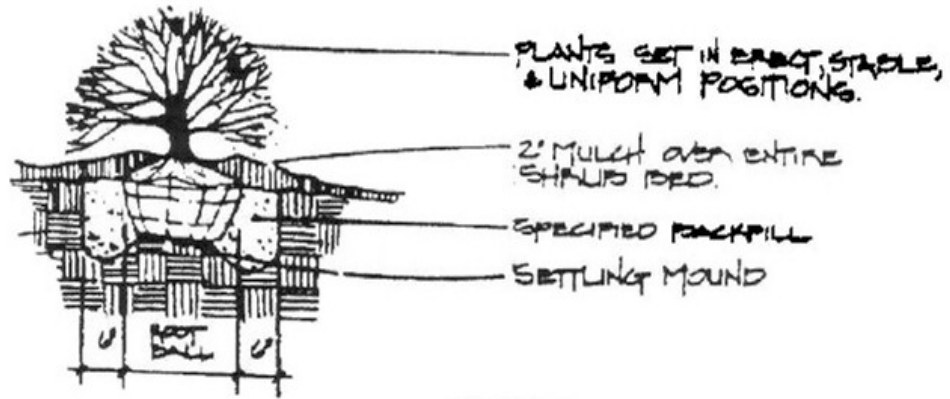 PLANTS SET IN ERECT, STABLE,
& UNIFORM POSITIONS.
2" MULCH OVER ENTIRE
SHRUB BED.
SPECIFIED BACKFILL
SETTLING MOUND
6"
ROOT
BALL
6"